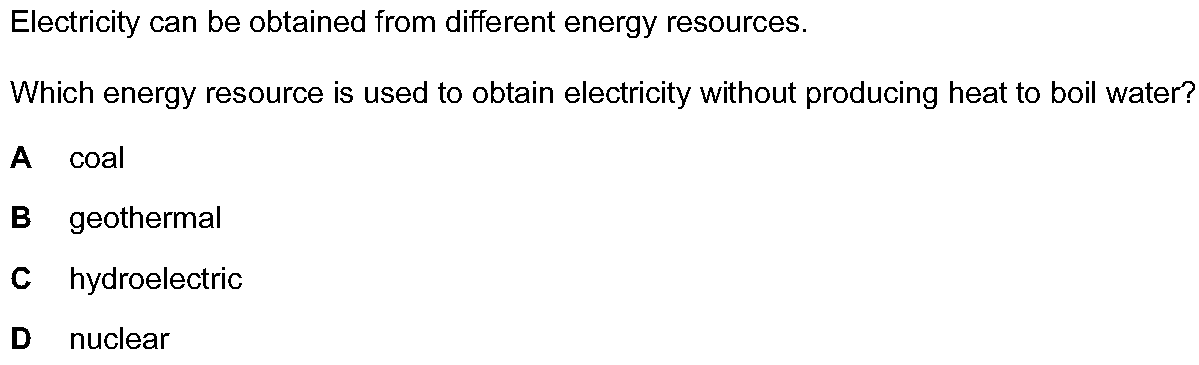 Electricity can be obtained from different energy resources.
Which energy resource is used to obtain electricity without producing heat to boil water?
A coal
B geothermal
C hydroelectric
D nuclear